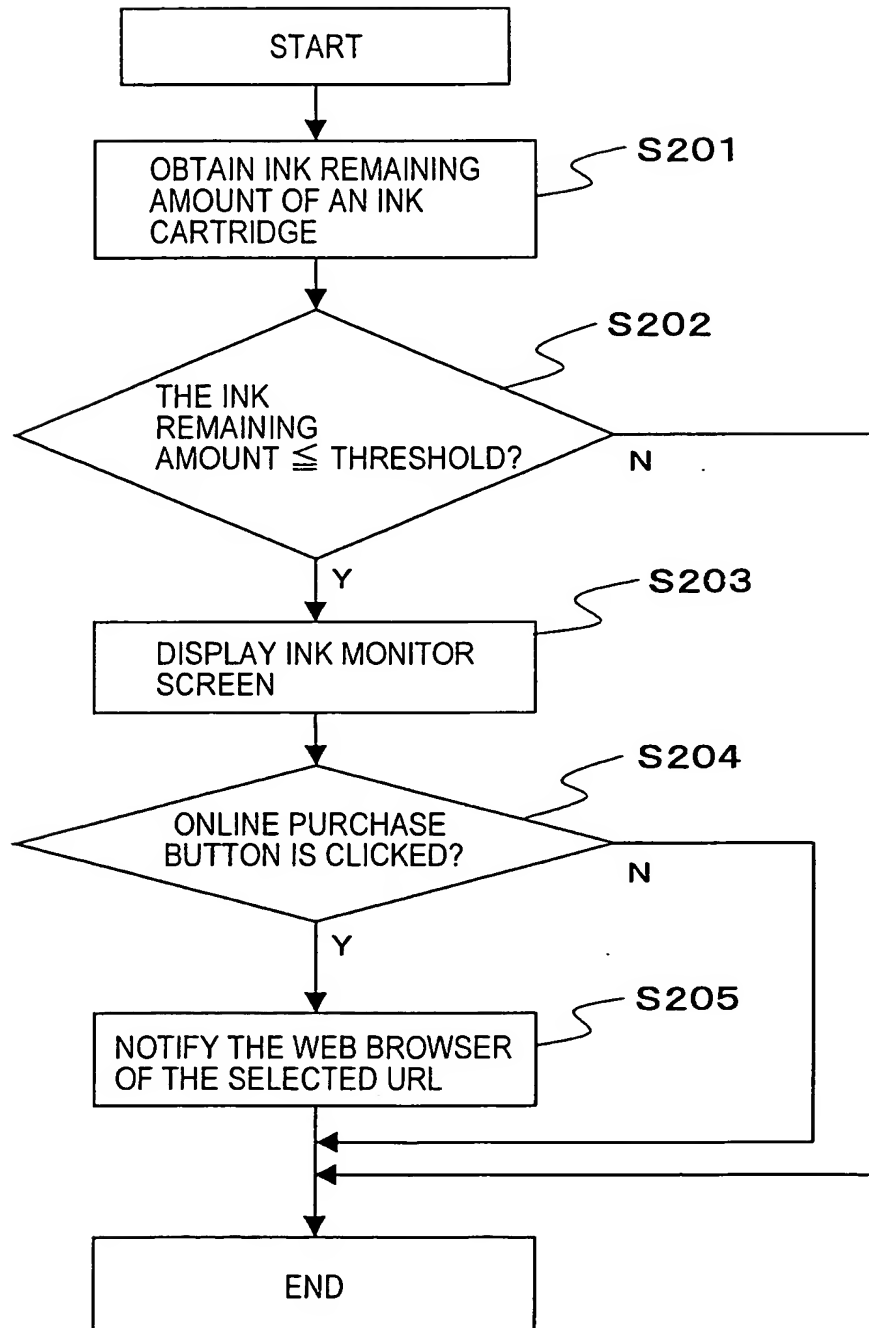 START
S201
OBTAIN INK REMAINING
AMOUNT OF AN INK
CARTRIDGE
S202
THE INK
REMAINING
AMOUNT ≦ THRESHOLD?
N
Y
S203
DISPLAY INK MONITOR
SCREEN
S204
ONLINE PURCHASE
BUTTON IS CLICKED?
N
Y
S205
NOTIFY THE WEB BROWSER
OF THE SELECTED URL
END